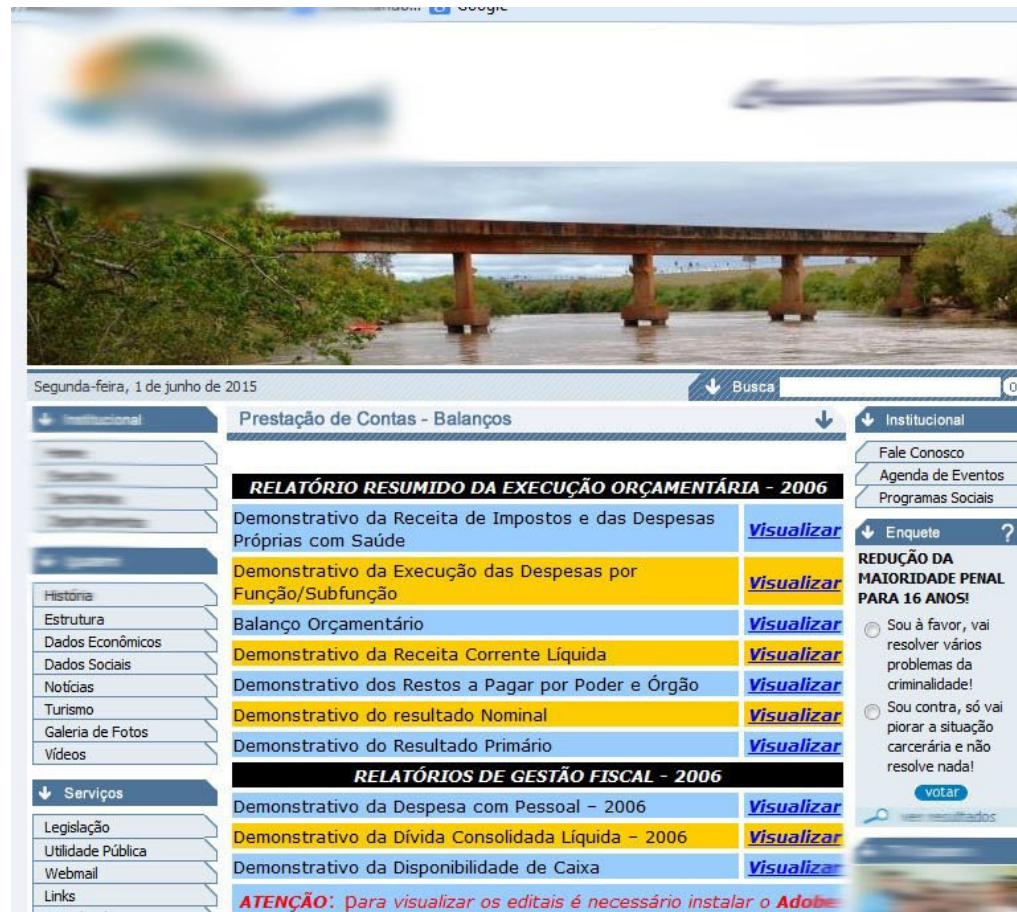 Google
Segunda-feira, 1 de junho de 2015
Busca
Institucional
História
Estrutura
Dados Econômicos
Dados Sociais
Notícias
Turismo
Galeria de Fotos
Vídeos
Serviços
Legislação
Utilidade Pública
Webmail
Links
Prestação de Contas - Balanços
RELATÓRIO RESUMIDO DA EXECUÇÃO ORÇAMENTÁRIA - 2006
Demonstrativo da Receita de Impostos e das Despesas
Próprias com Saúde
Visualizar
Demonstrativo da Execução das Despesas por
Função/Subfunção
Visualizar
Balanço Orçamentário
Visualizar
Demonstrativo da Receita Corrente Líquida
Visualizar
Demonstrativo dos Restos a Pagar por Poder e Órgão
Visualizar
Demonstrativo do resultado Nominal
Visualizar
Demonstrativo do Resultado Primário
Visualizar
RELATÓRIOS DE GESTÃO FISCAL - 2006
Demonstrativo da Despesa com Pessoal – 2006
Visualizar
Demonstrativo da Dívida Consolidada Líquida – 2006
Visualizar
Demonstrativo da Disponibilidade de Caixa
Visualizar
ATENÇÃO: para visualizar os editais é necessário instalar o Adobe
Institucional
Fale Conosco
Agenda de Eventos
Programas Sociais
Enquete ?
REDUÇÃO DA
MAIORIDADE PENAL
PARA 16 ANOS!
Sou à favor, vai
resolver vários
problemas da
criminalidade!
Sou contra, só vai
piorar a situação
carcerária e não
resolve nada!
votar
ver resultados